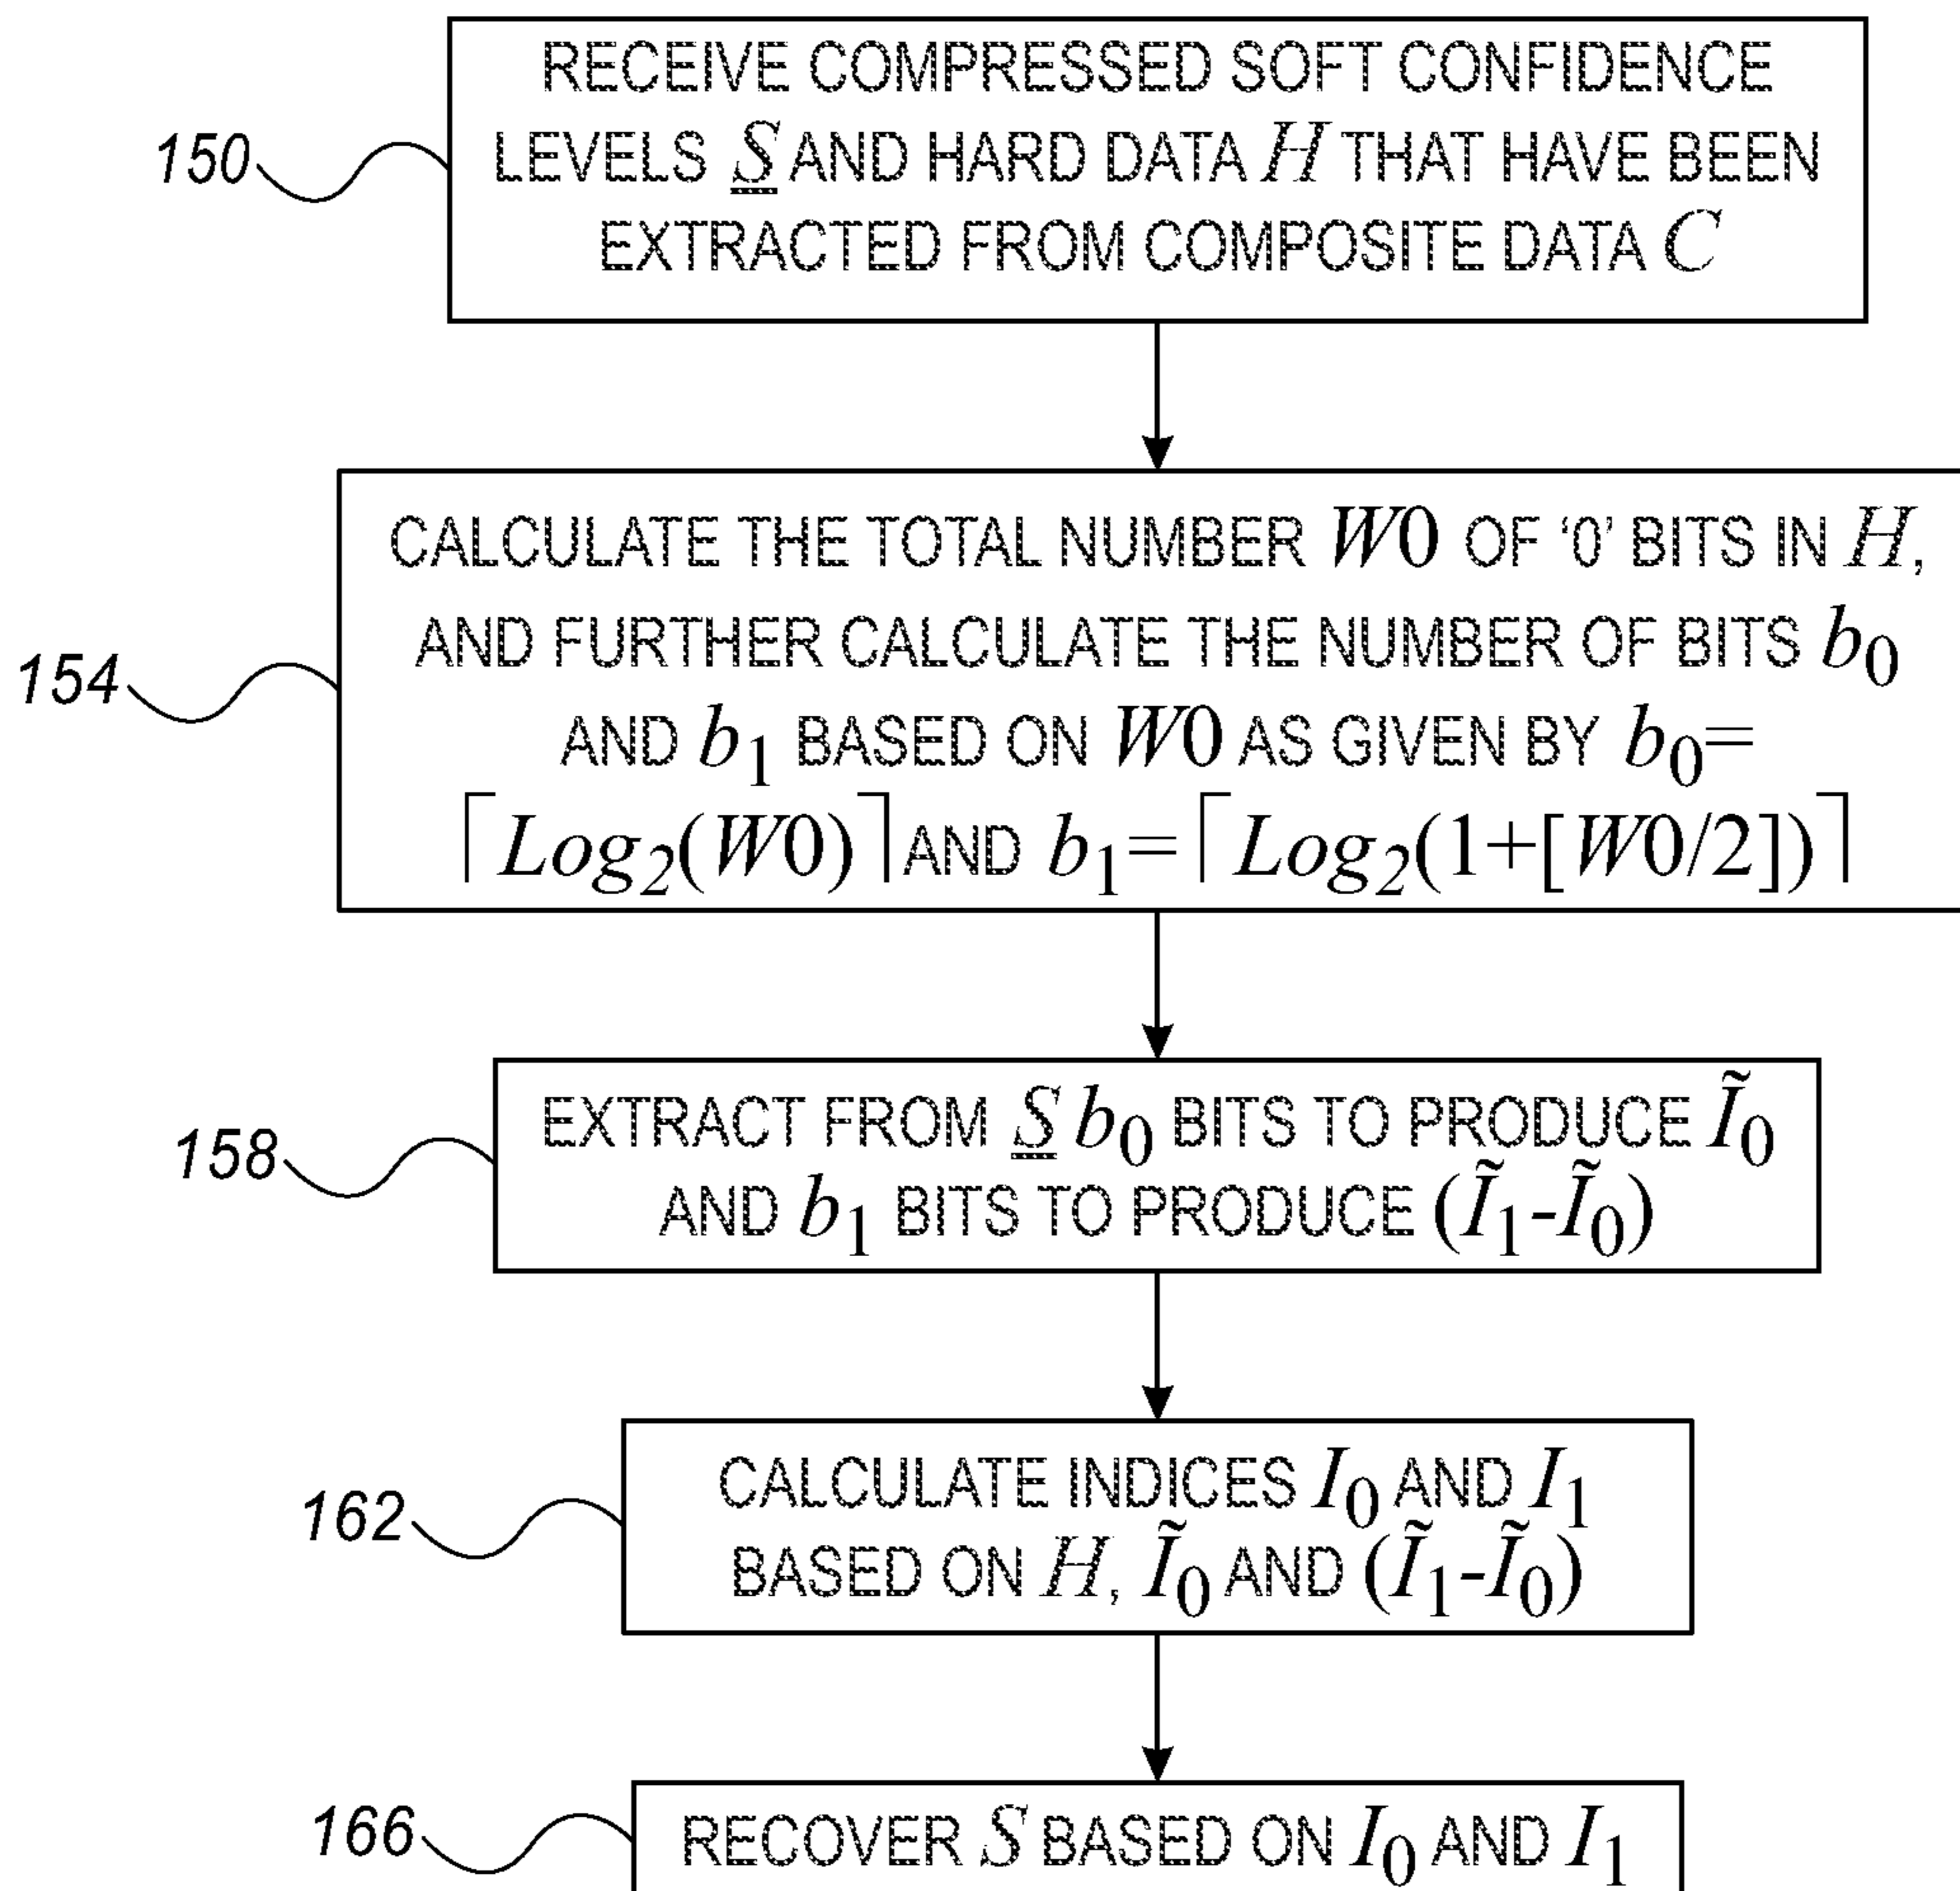 RECEIVE COMPRESSED SOFT CONFIDENCE
150 LEVELS S̲ AND HARD DATA H THAT HAVE BEEN
EXTRACTED FROM COMPOSITE DATA C
CALCULATE THE TOTAL NUMBER W0 OF ‘0’ BITS IN H,
154 AND FURTHER CALCULATE THE NUMBER OF BITS b₀
AND b₁ BASED ON W0 AS GIVEN BY b₀=
⌈Log₂(W0)⌉ AND b₁=⌈Log₂(1+[W0/2])⌉
158 EXTRACT FROM S̲ b₀ BITS TO PRODUCE Ĩ₀
AND b₁ BITS TO PRODUCE (Ĩ₁-Ĩ₀)
162 CALCULATE INDICES I₀ AND I₁
BASED ON H, Ĩ₀ AND (Ĩ₁-Ĩ₀)
166 RECOVER S BASED ON I₀ AND I₁